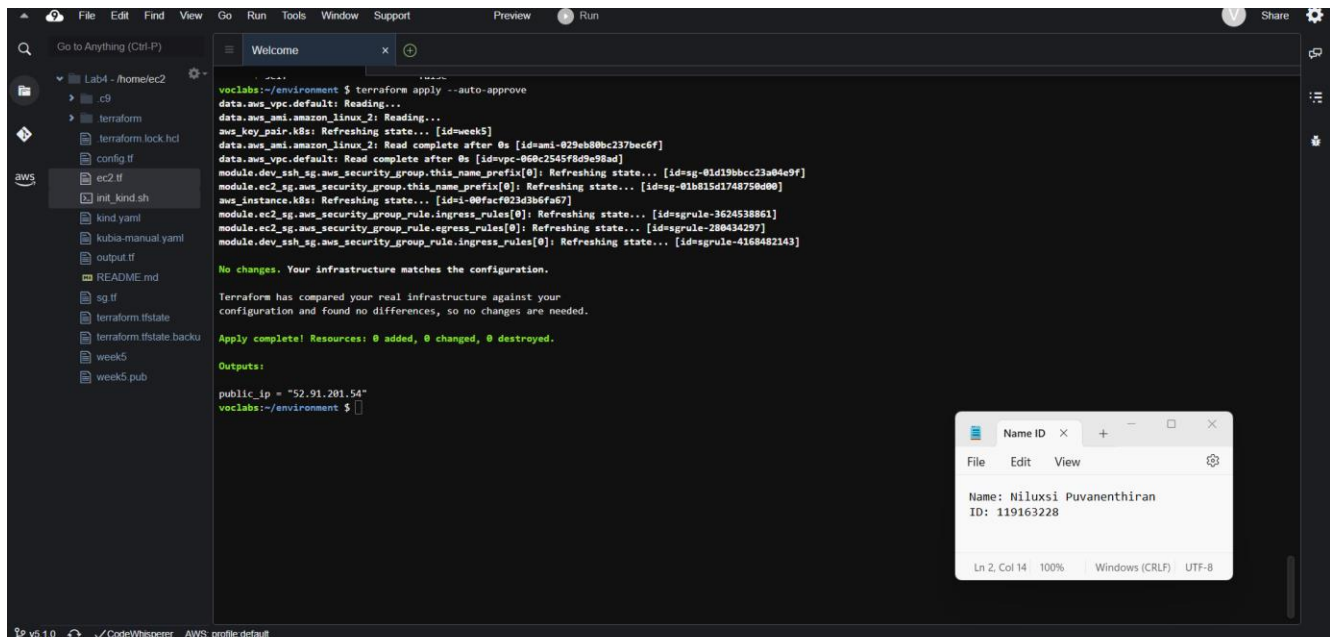 File Edit Find View Go Run Tools Window Support Preview Run Share
Go to Anything (Ctrl-P)
Welcome
Lab4 - /home/ec2
.c9
.terraform
.terraform.lock.hcl
config.tf
ec2.tf
init_kind.sh
kind.yaml
kubia-manual.yaml
output.tf
README.md
sg.tf
terraform.tfstate
terraform.tfstate.backu
week5
week5.pub
aws
voclabs:~/environment $ terraform apply --auto-approve
data.aws_vpc.default: Reading...
data.aws_ami.amazon_linux_2: Reading...
aws_key_pair.k8s: Refreshing state... [id=week5]
data.aws_ami.amazon_linux_2: Read complete after 0s [id=ami-029eb80bc237bec6f]
data.aws_vpc.default: Read complete after 0s [id=vpc-060c2545f8d9e98ad]
module.dev_ssh_sg.aws_security_group.this_name_prefix[0]: Refreshing state... [id=sg-01d19bbcc23a04e9f]
module.ec2_sg.aws_security_group.this_name_prefix[0]: Refreshing state... [id=sg-01b815d1748750d00]
aws_instance.k8s: Refreshing state... [id=i-00facf023d3b6fa67]
module.ec2_sg.aws_security_group_rule.ingress_rules[0]: Refreshing state... [id=sgrule-3624538861]
module.ec2_sg.aws_security_group_rule.egress_rules[0]: Refreshing state... [id=sgrule-280434297]
module.dev_ssh_sg.aws_security_group_rule.ingress_rules[0]: Refreshing state... [id=sgrule-4168482143]
No changes. Your infrastructure matches the configuration.
Terraform has compared your real infrastructure against your
configuration and found no differences, so no changes are needed.
Apply complete! Resources: 0 added, 0 changed, 0 destroyed.
Outputs:
public_ip = "52.91.201.54"
voclabs:~/environment $
Name ID
File Edit View
Name: Niluxsi Puvanenthiran
ID: 119163228
Ln 2, Col 14 100% Windows (CRLF) UTF-8
v5.1.0 CodeWhisperer AWS: profile:default